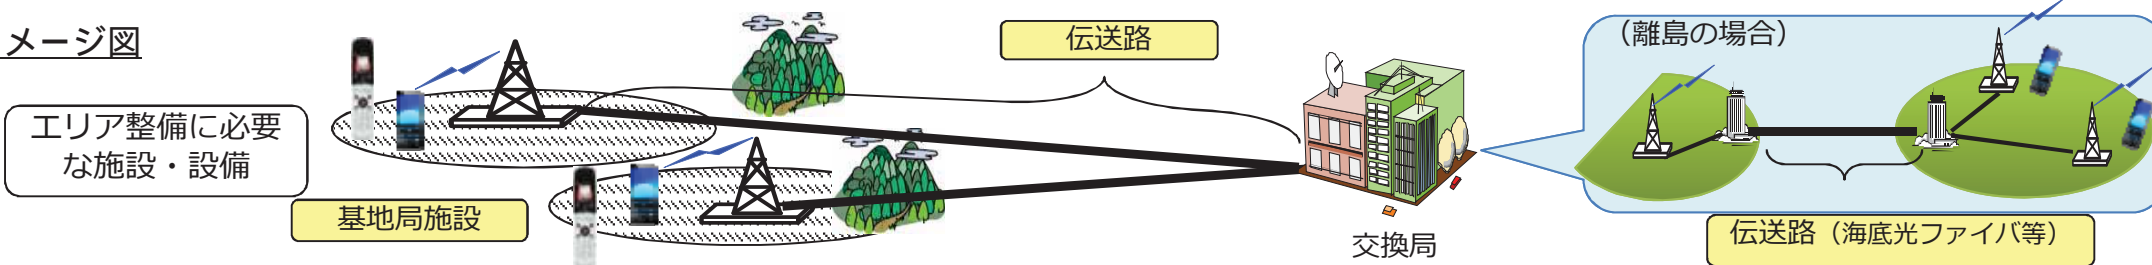 メージ図
エリア整備に必要
な施設・設備
基地局施設
伝送路
交換局
(離島の場合)
伝送路(海底光ファイバ等)